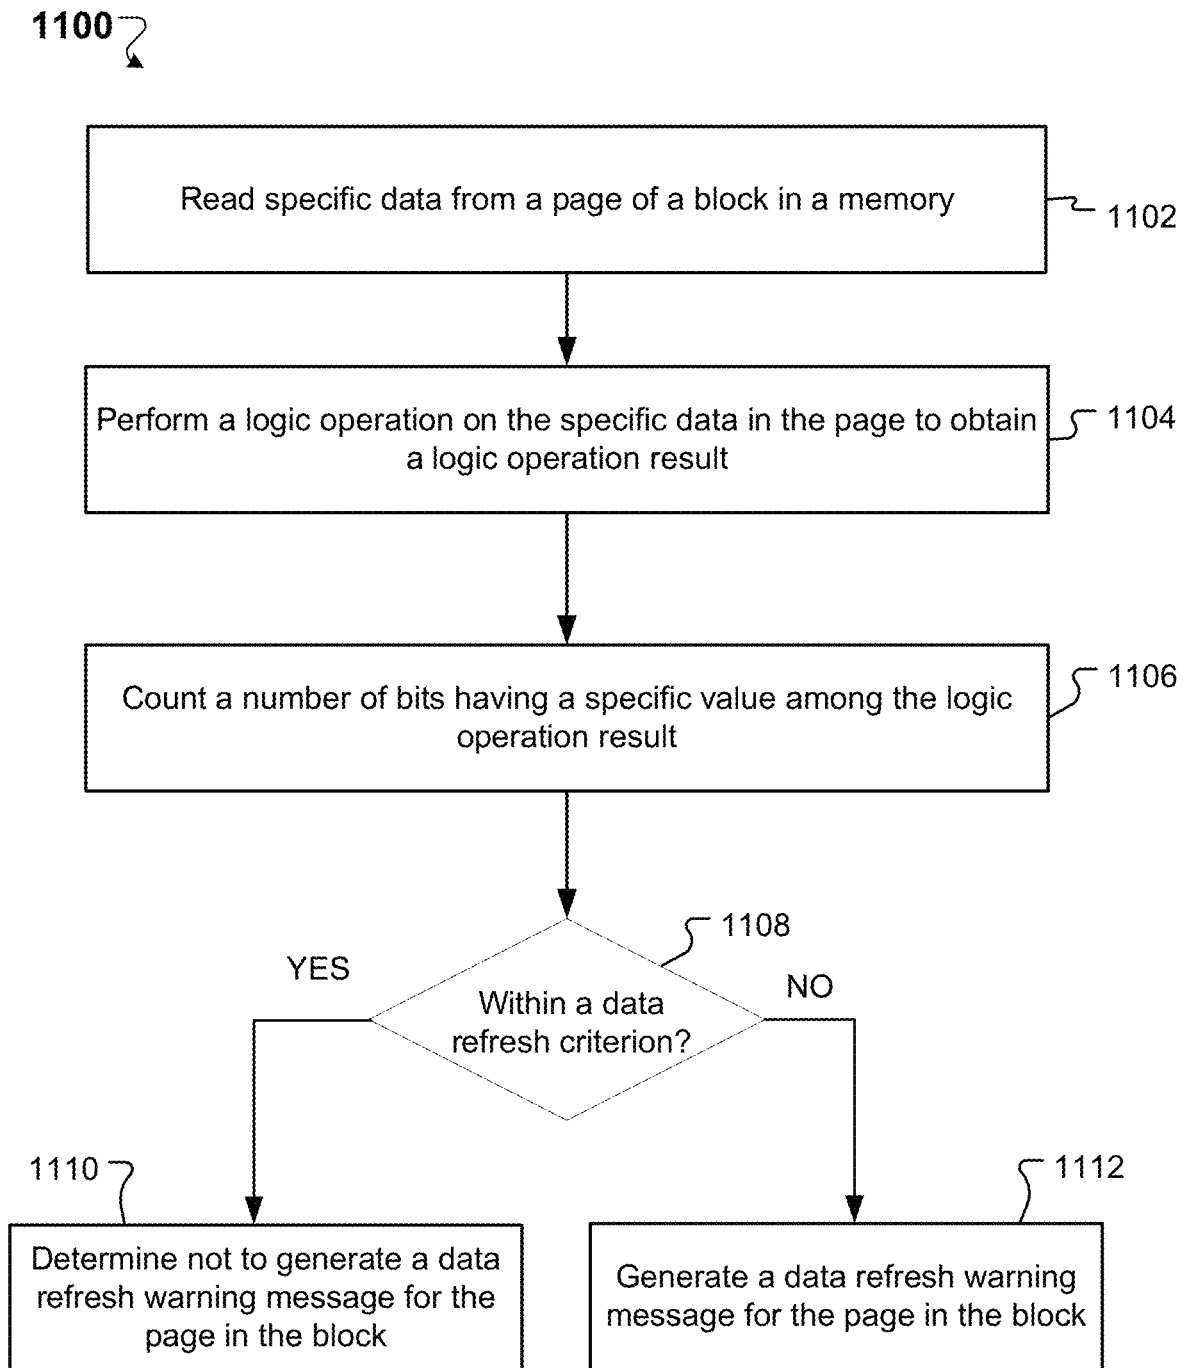 1100
Read specific data from a page of a block in a memory
1102
Perform a logic operation on the specific data in the page to obtain
a logic operation result
1104
Count a number of bits having a specific value among the logic
operation result
1106
1108
YES
NO
Within a data
refresh criterion?
1110
1112
Determine not to generate a data
refresh warning message for the
page in the block
Generate a data refresh warning
message for the page in the block